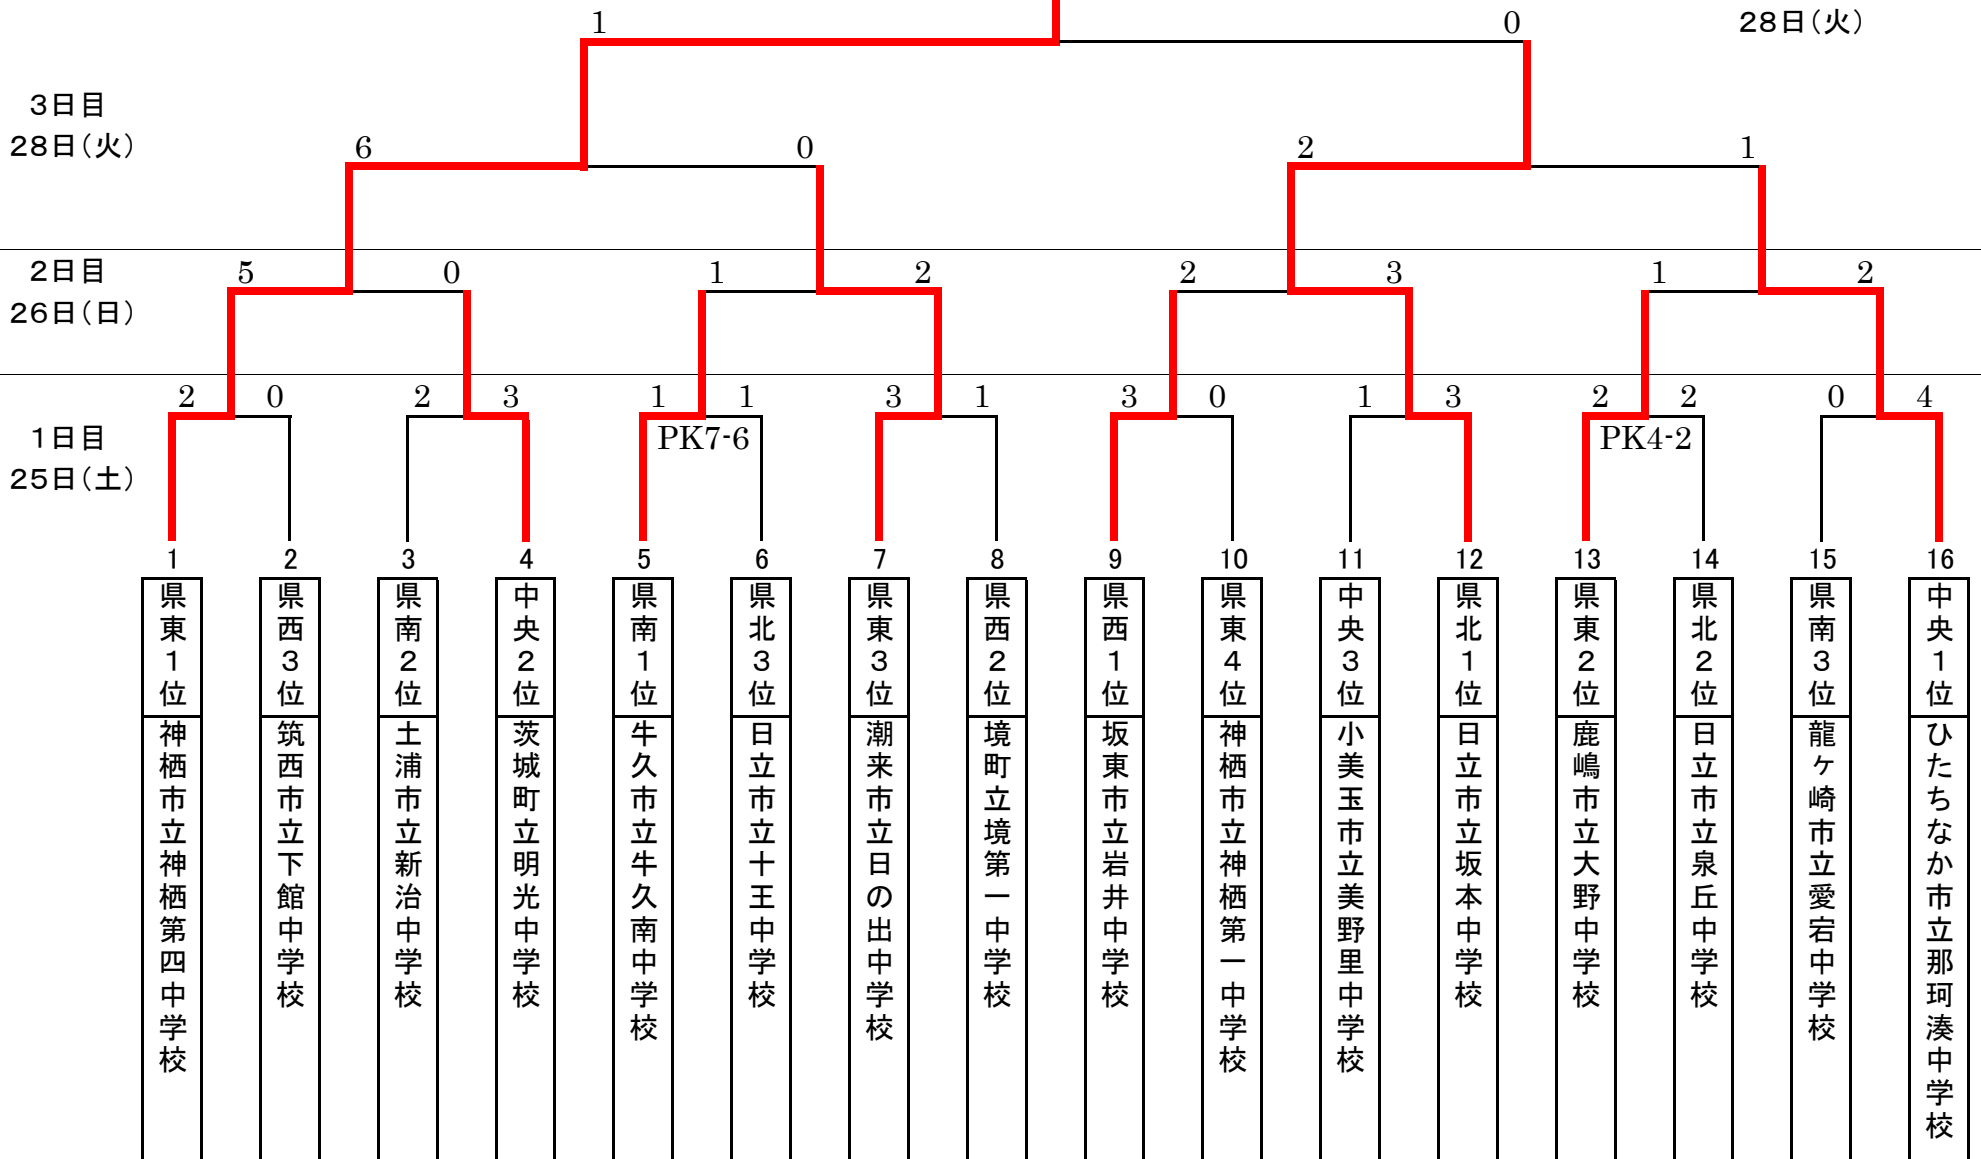 1
0
28日(火)
3日目
28日(火)
6
0
2
1
2日目
26日(日)
5
0
1
2
2
3
1
2
1日目
25日(土)
2
0
2
3
1
1
3
1
3
0
1
3
2
2
0
4
PK7-6
PK4-2
1
2
3
4
5
6
7
8
9
10
11
12
13
14
15
16
県東1位
県西3位
県南2位
中央2位
県南1位
県北3位
県東3位
県西2位
県西1位
県東4位
中央3位
県北1位
県東2位
県北2位
県南3位
中央1位
神栖市立神栖第四中学校
筑西市立下館中学校
土浦市立新治中学校
茨城町立明光中学校
牛久市立牛久南中学校
日立市立十王中学校
潮来市立日の出中学校
境町立境第一中学校
坂東市立岩井中学校
神栖市立神栖第一中学校
小美玉市立美野里中学校
日立市立坂本中学校
鹿嶋市立大野中学校
日立市立泉丘中学校
龍ヶ崎市立愛宕中学校
ひたちなか市立那珂湊中学校